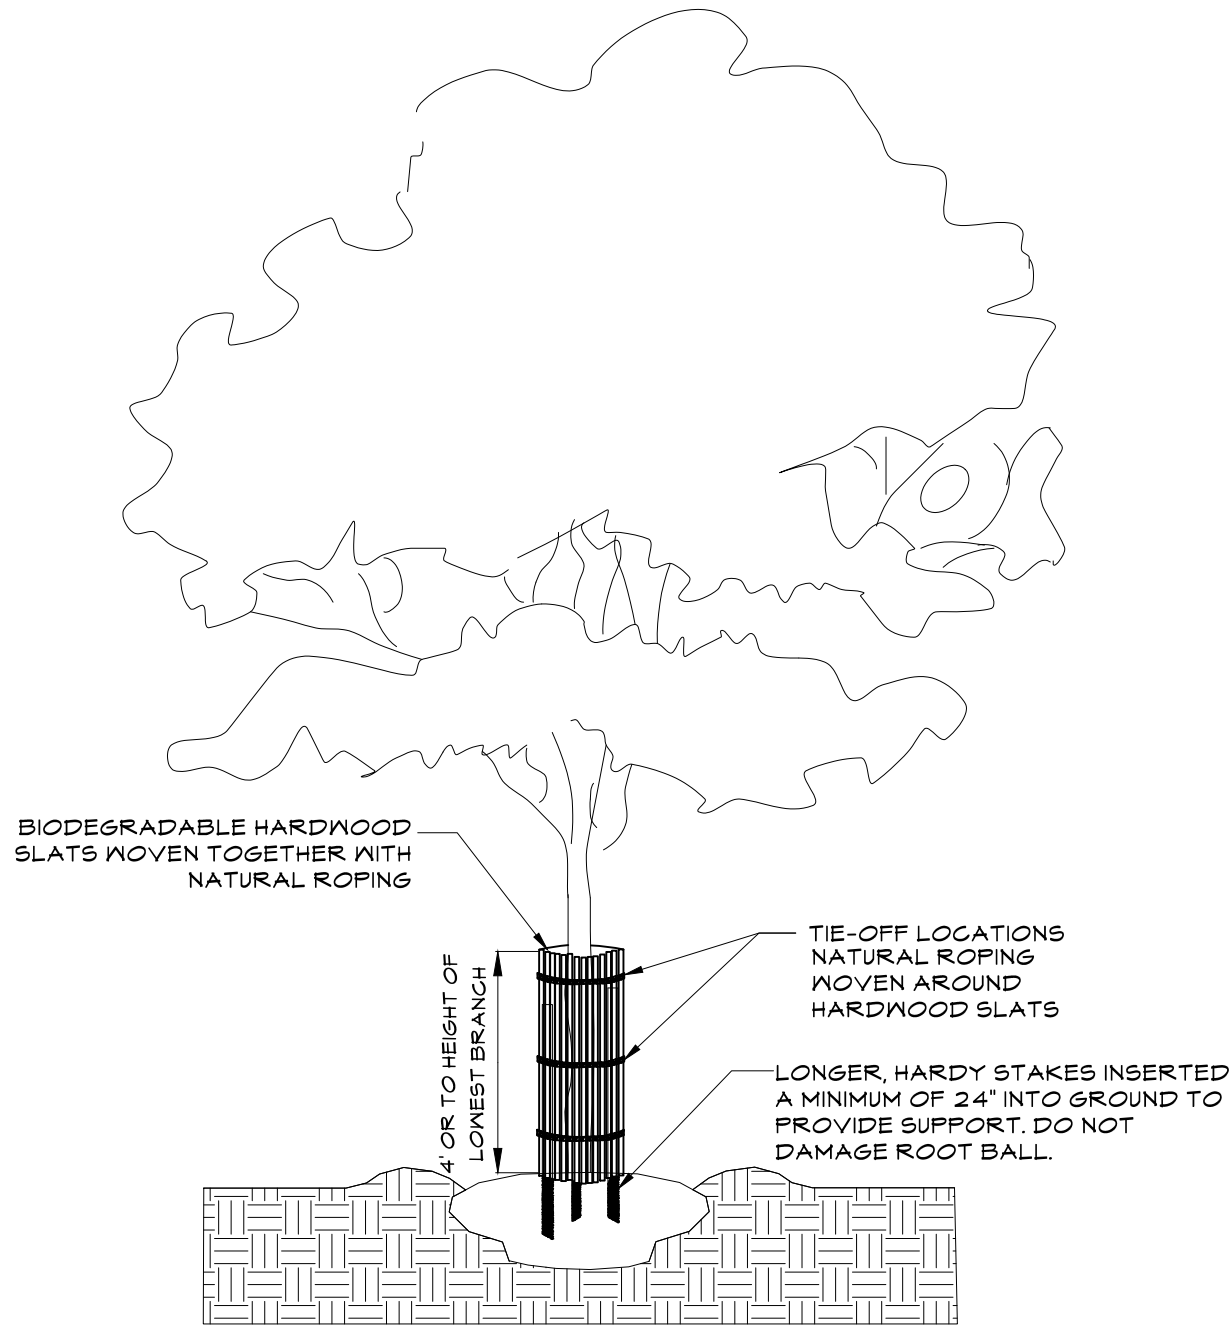 BIODEGRADABLE HARDWOOD
SLATS WOVEN TOGETHER WITH
NATURAL ROPING
TIE-OFF LOCATIONS
NATURAL ROPING
WOVEN AROUND
HARDWOOD SLATS
4' OR TO HEIGHT OF
LOWEST BRANCH
LONGER, HARDY STAKES INSERTED
A MINIMUM OF 24" INTO GROUND TO
PROVIDE SUPPORT. DO NOT
DAMAGE ROOT BALL.